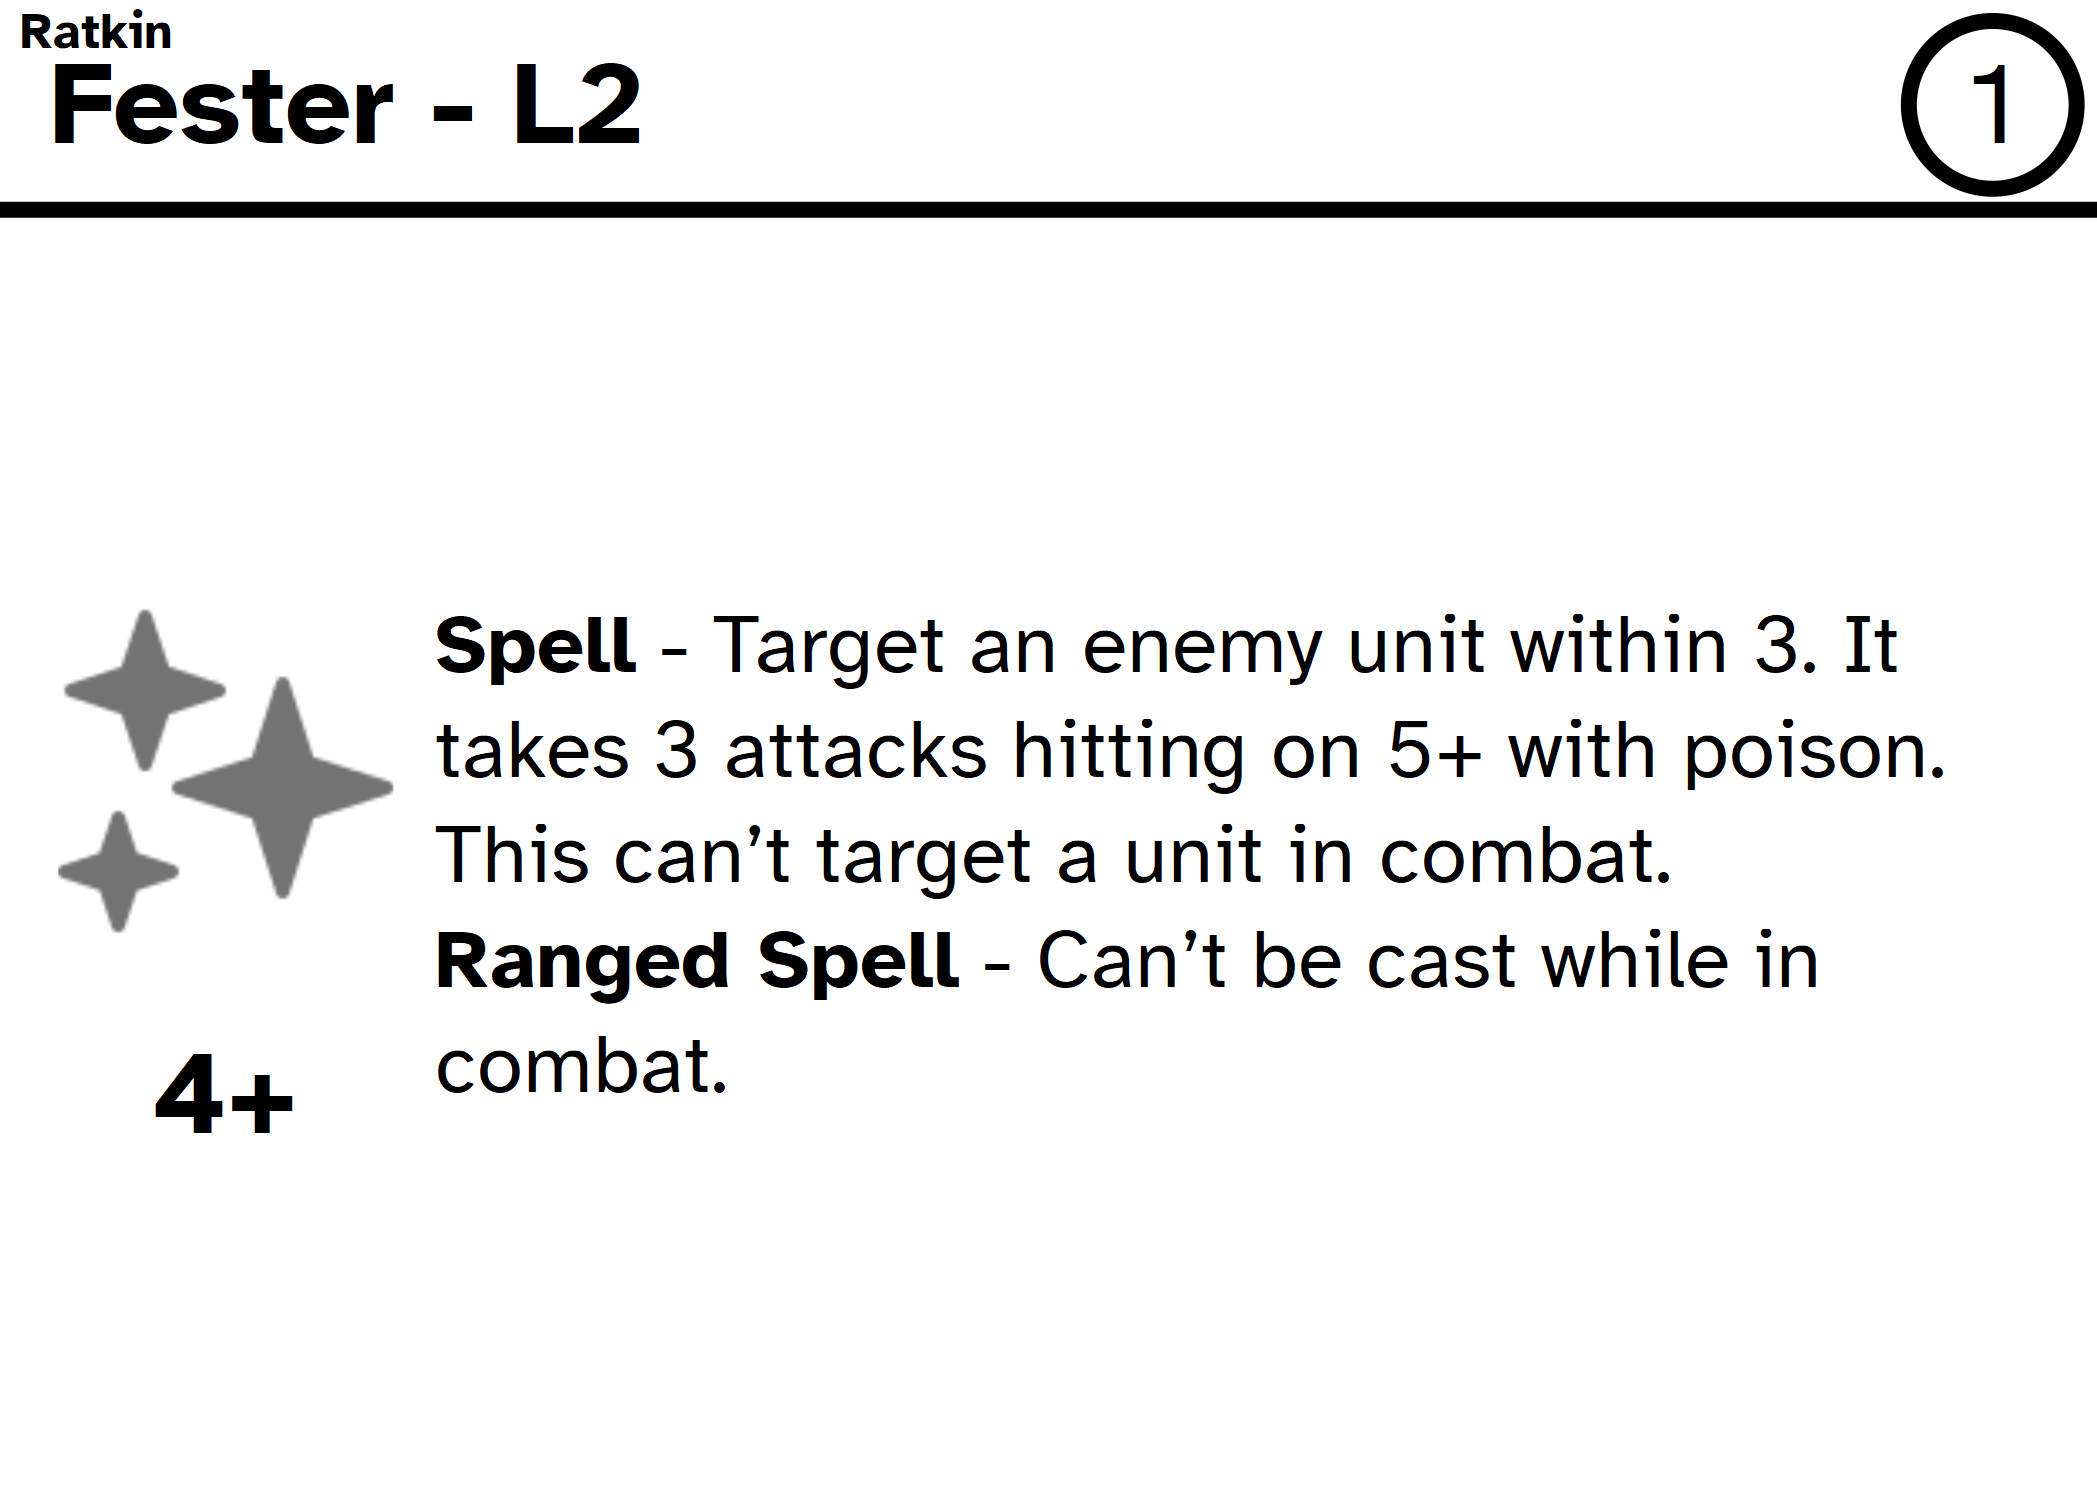 Ratkin
Fester - L2
1
Spell - Target an enemy unit within 3. It
takes 3 attacks hitting on 5+ with poison.
This can’t target a unit in combat.
Ranged Spell - Can’t be cast while in
combat.
4+